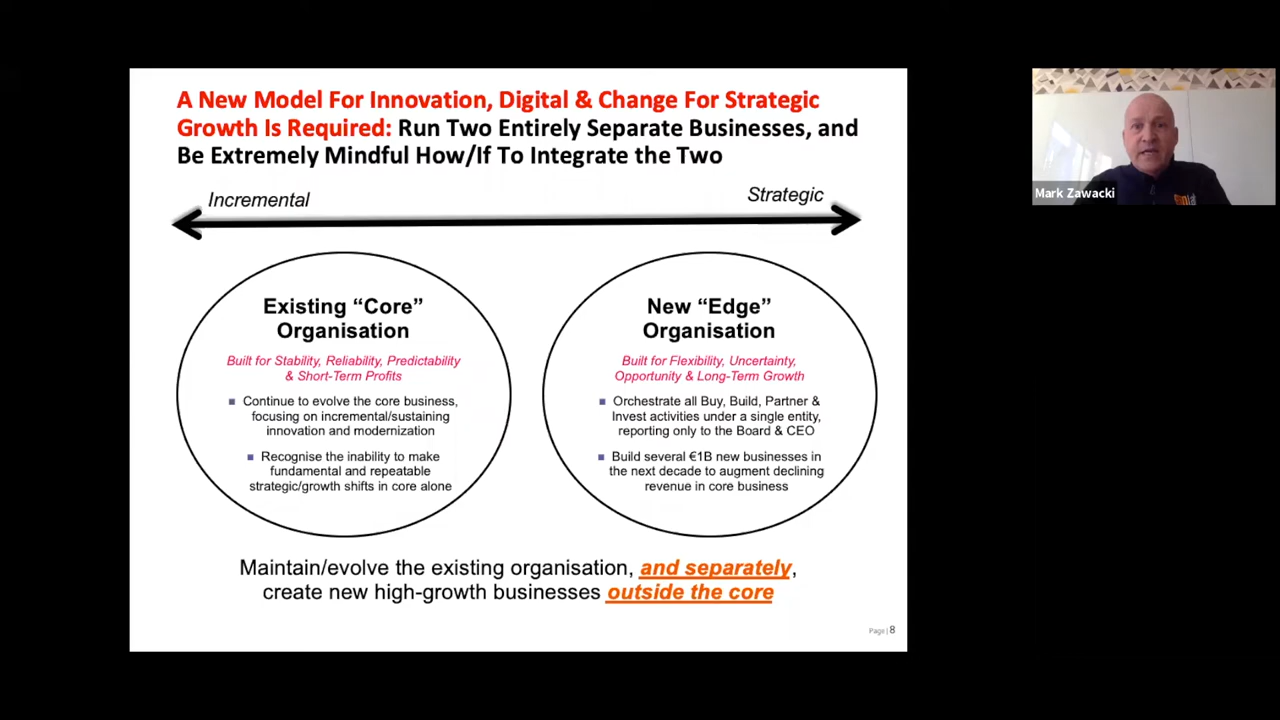 A New Model For Innovation, Digital & Change For Strategic
Growth Is Required: Run Two Entirely Separate Businesses, and
Be Extremely Mindful How/If To Integrate the Two
Incremental
Strategic
Existing “Core”
Organisation
Built for Stability, Reliability, Predictability
& Short-Term Profits
▪ Continue to evolve the core business,
focusing on incremental/sustaining
innovation and modernization
▪ Recognise the inability to make
fundamental and repeatable
strategic/growth shifts in core alone
New “Edge”
Organisation
Built for Flexibility, Uncertainty,
Opportunity & Long-Term Growth
▪ Orchestrate all Buy, Build, Partner &
Invest activities under a single entity,
reporting only to the Board & CEO
▪ Build several €1B new businesses in
the next decade to augment declining
revenue in core business
Maintain/evolve the existing organisation, and separately,
create new high-growth businesses outside the core
Page | 8
Mark Zawacki